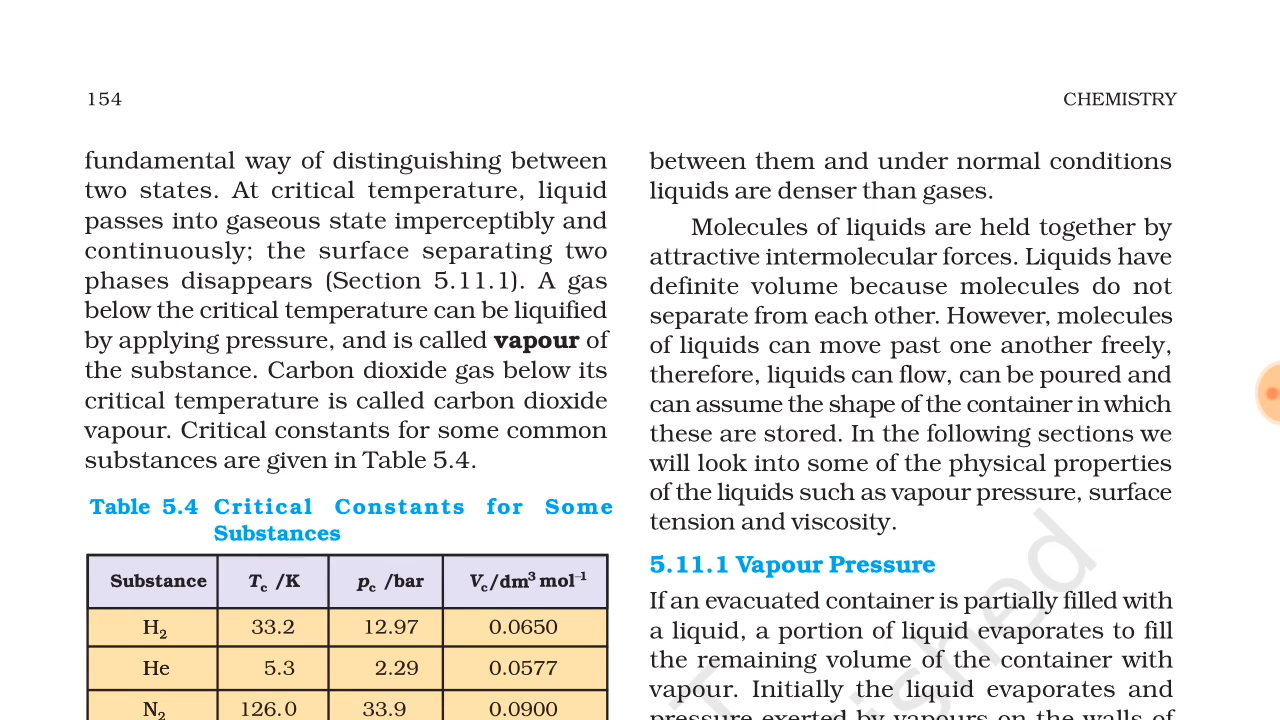 154
CHEMISTRY
fundamental way of distinguishing between
two states. At critical temperature, liquid
passes into gaseous state imperceptibly and
continuously; the surface separating two
phases disappears (Section 5.11.1). A gas
below the critical temperature can be liquified
by applying pressure, and is called vapour of
the substance. Carbon dioxide gas below its
critical temperature is called carbon dioxide
vapour. Critical constants for some common
substances are given in Table 5.4.
Table 5.4 Critical Constants for Some
Substances
Substance T_c /K p_c /bar V_c/dm³ mol⁻¹
H₂ 33.2 12.97 0.0650
He 5.3 2.29 0.0577
N₂ 126.0 33.9 0.0900
between them and under normal conditions
liquids are denser than gases.
Molecules of liquids are held together by
attractive intermolecular forces. Liquids have
definite volume because molecules do not
separate from each other. However, molecules
of liquids can move past one another freely,
therefore, liquids can flow, can be poured and
can assume the shape of the container in which
these are stored. In the following sections we
will look into some of the physical properties
of the liquids such as vapour pressure, surface
tension and viscosity.
5.11.1 Vapour Pressure
If an evacuated container is partially filled with
a liquid, a portion of liquid evaporates to fill
the remaining volume of the container with
vapour. Initially the liquid evaporates and
pressure exerted by vapours on the walls of